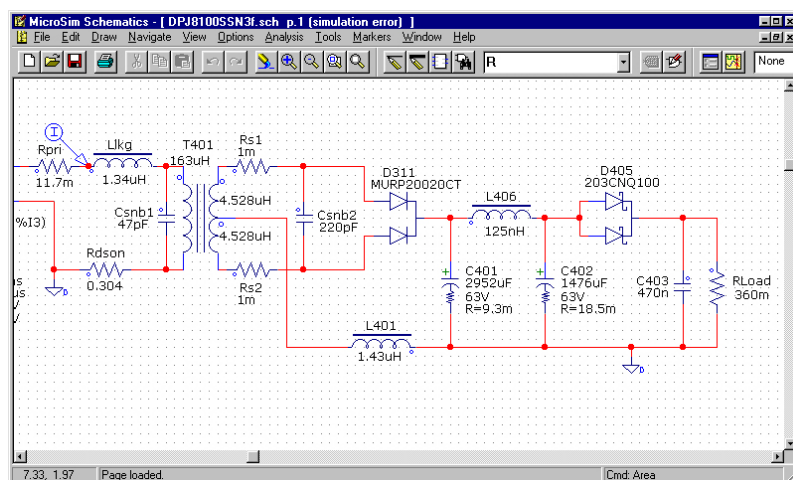 MicroSim Schematics - [ DPJ8100SSN3f.sch p.1 (simulation error) ]
File Edit Draw Navigate View Options Analysis Tools Markers Window Help
R
None
I
Rpri
11.7m
Llkg
1.34uH
T401
163uH
Rs1
1m
Csnb1
47pF
4.528uH
4.528uH
Csnb2
220pF
D311
MURP20020CT
L406
125nH
D405
203CNQ100
%I3)
Rdson
0.304
D
Rs2
1m
C401
2952uF
63V
R=9.3m
C402
1476uF
63V
R=18.5m
C403
470n
RLoad
360m
L401
1.43uH
D
7.33, 1.97 Page loaded. Cmd: Area